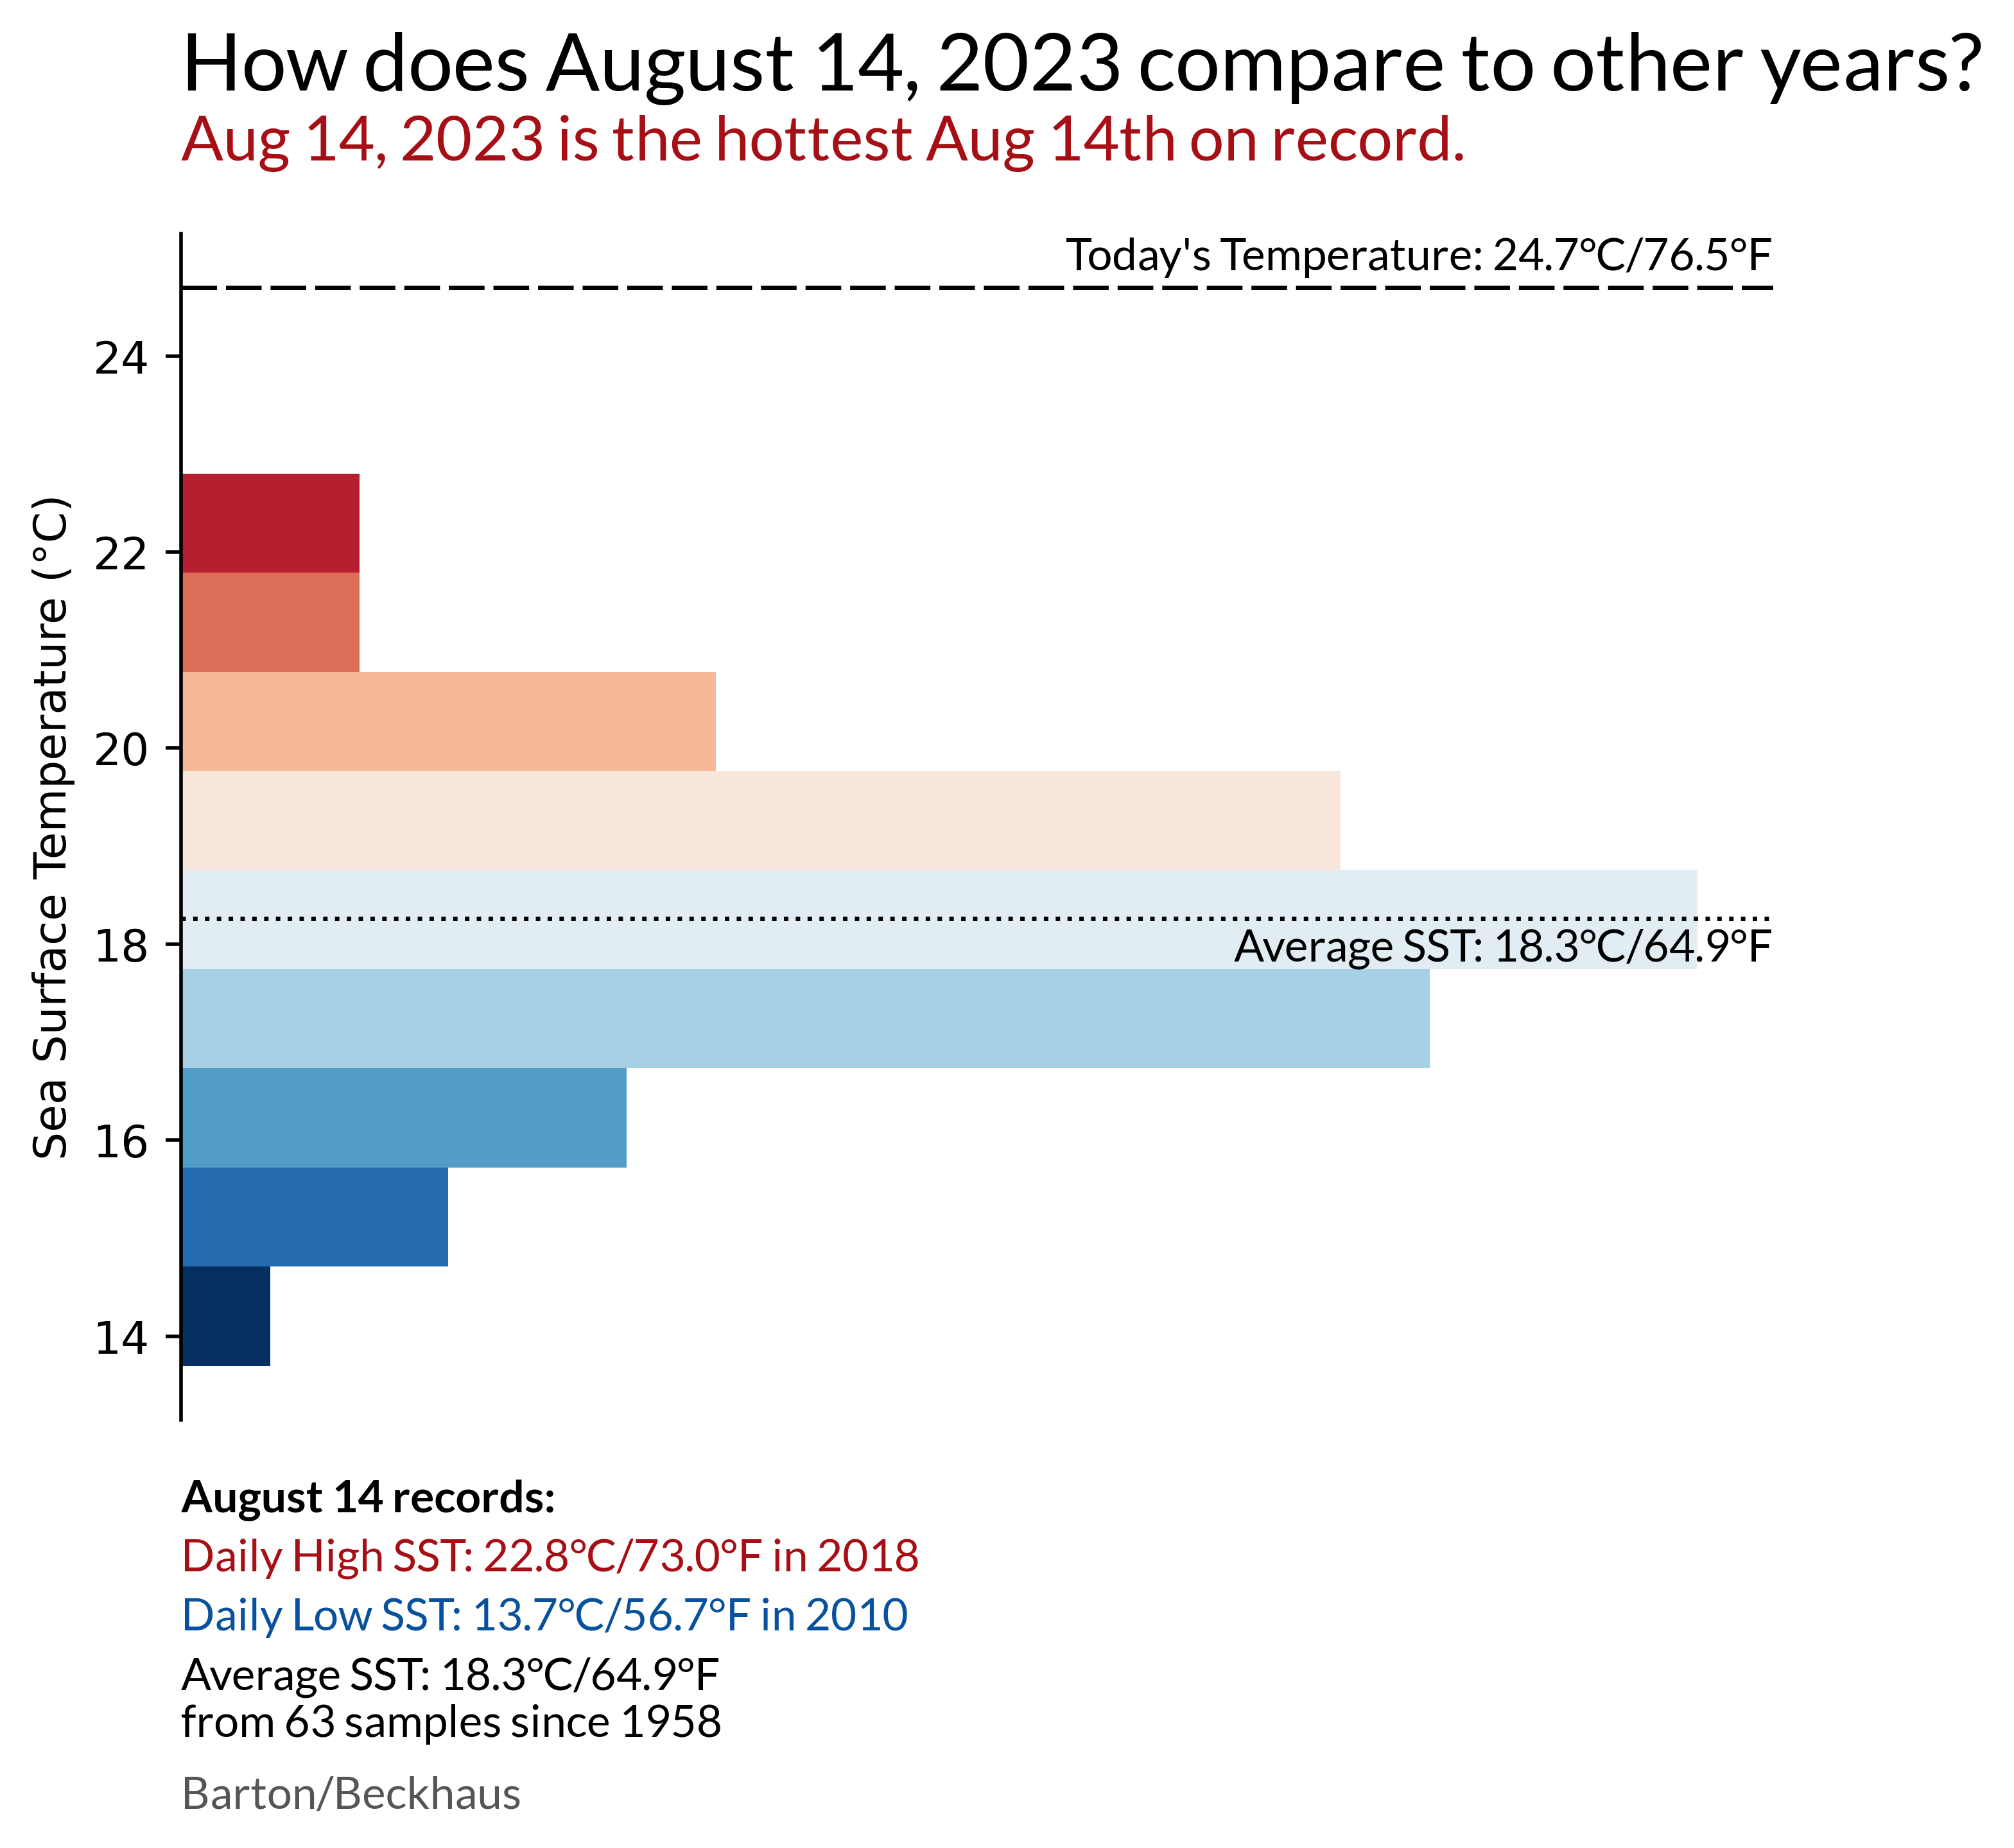 How does August 14, 2023 compare to other years?
Aug 14, 2023 is the hottest Aug 14th on record.
Today's Temperature: 24.7°C/76.5°F
24
22
20
18
16
14
Sea Surface Temperature (°C)
Average SST: 18.3°C/64.9°F
August 14 records:
Daily High SST: 22.8°C/73.0°F in 2018
Daily Low SST: 13.7°C/56.7°F in 2010
Average SST: 18.3°C/64.9°F
from 63 samples since 1958
Barton/Beckhaus